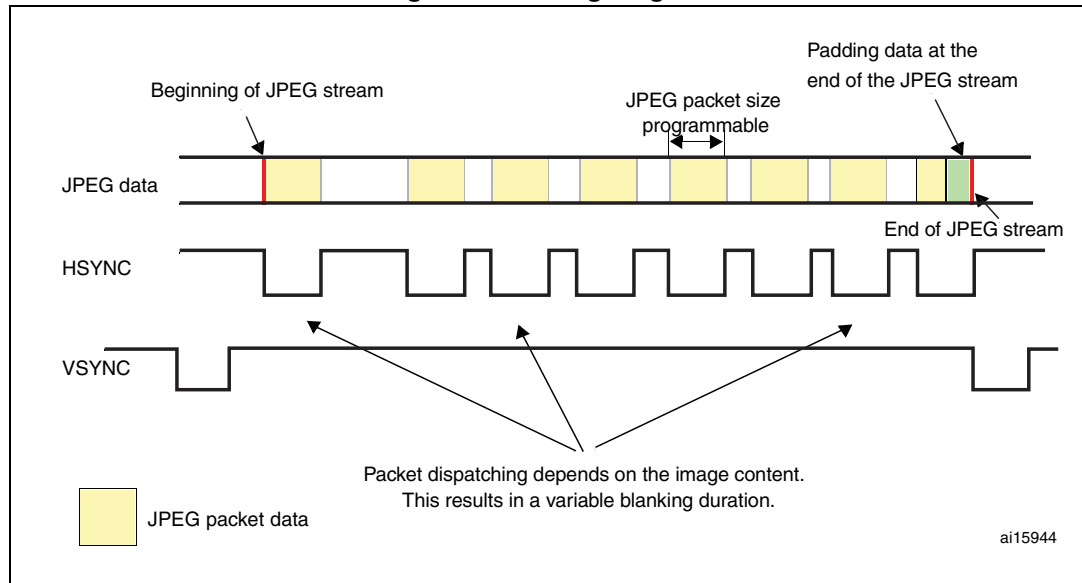 Padding data at the
end of the JPEG stream
Beginning of JPEG stream
JPEG packet size
programmable
JPEG data
End of JPEG stream
HSYNC
VSYNC
Packet dispatching depends on the image content.
This results in a variable blanking duration.
JPEG packet data
ai15944